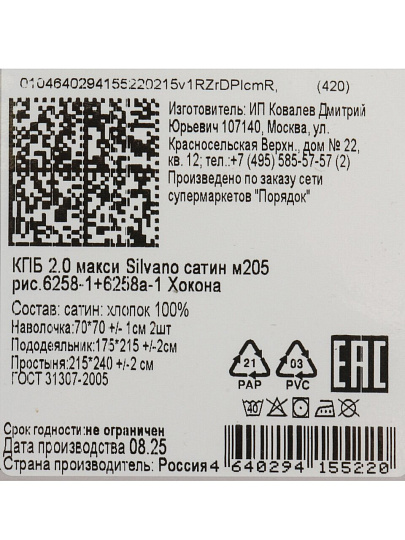 0104640294155220215v1RZrDPIcmR, (420)
Изготовитель: ИП Ковалев Дмитрий
Юрьевич 107140, Москва, ул.
Красносельская Верхн., дом № 22,
кв. 12; тел.:+7 (495) 585-57-57 (2)
Произведено по заказу сети
супермаркетов "Порядок"
КПБ 2.0 макси Silvano сатин м205
рис.6258-1+6258а-1 Хокона
Состав: сатин: хлопок 100%
Наволочка:70*70 +/- 1см 2шт
Пододеяльник:175*215 +/-2см
Простыня:215*240 +/-2 см
ГОСТ 31307-2005
21 PAP
03 PVC
EAC
40
Срок годности:не ограничен
Дата производства 08.25
Страна производитель: Россия
4 640294 155220